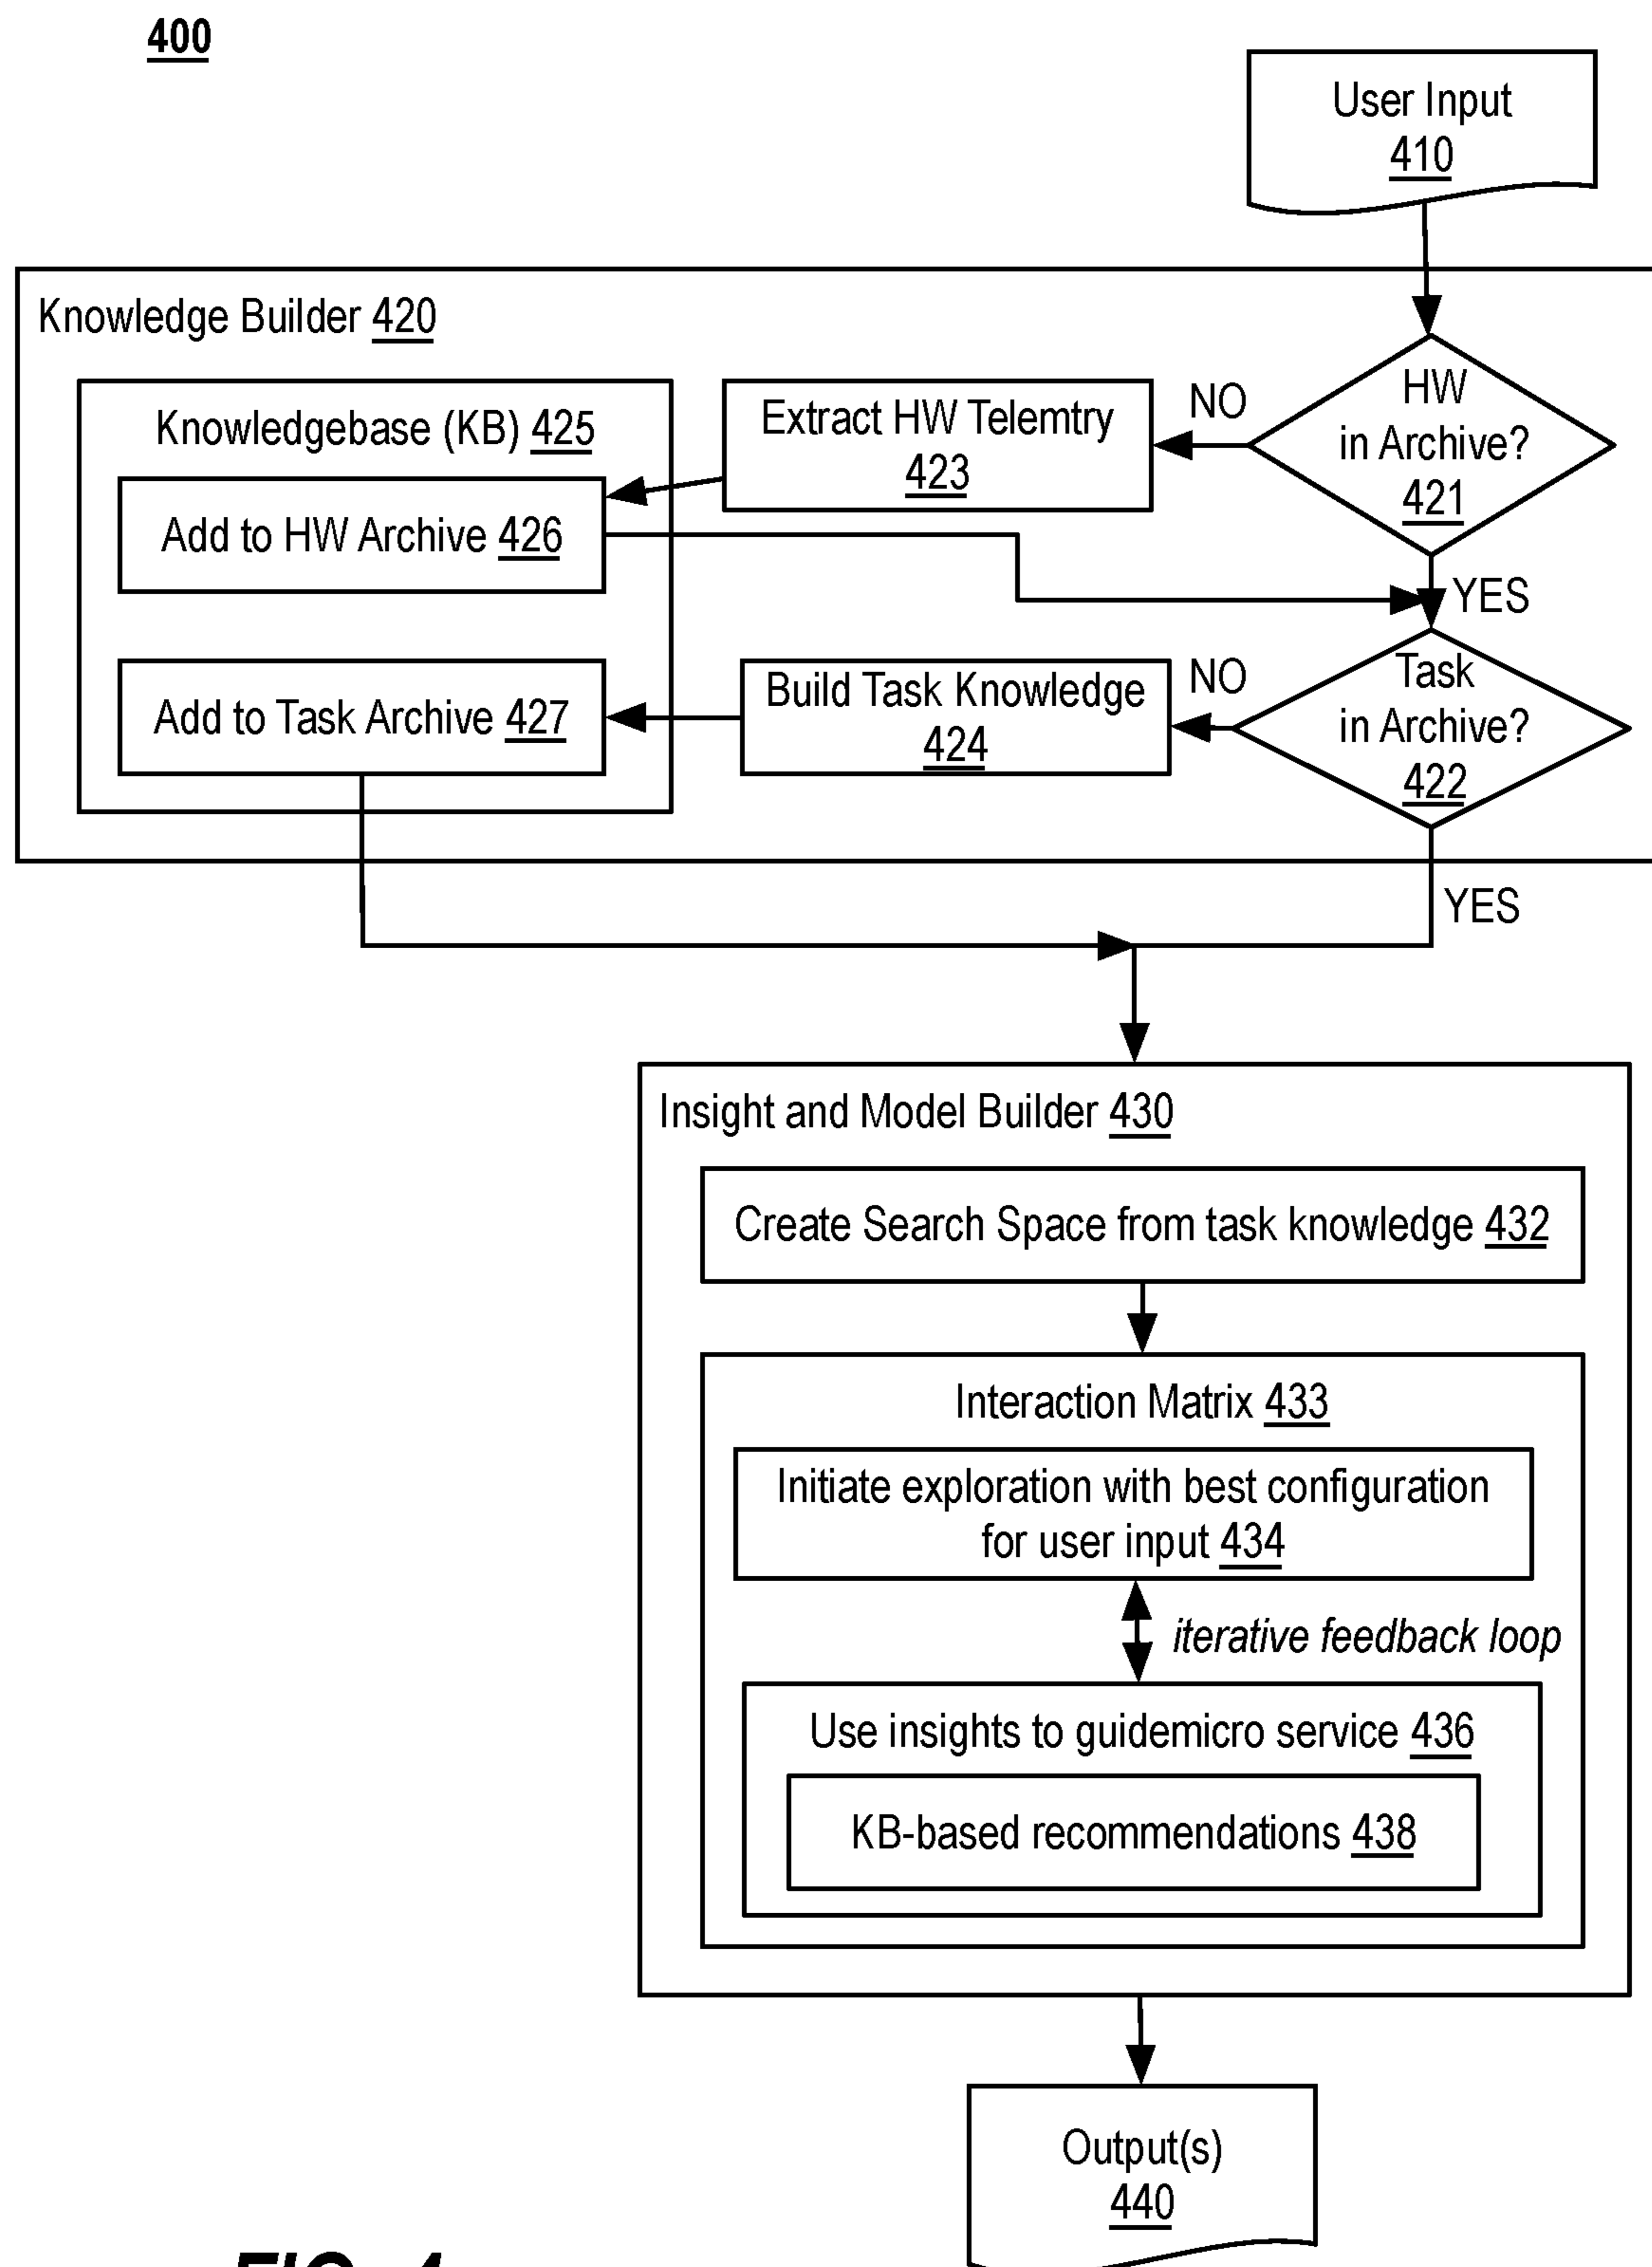 400
User Input
410
Knowledge Builder 420
HW
in Archive?
421
NO
Extract HW Telemtry
423
Knowledgebase (KB) 425
Add to HW Archive 426
YES
Task
in Archive?
422
NO
Build Task Knowledge
424
Add to Task Archive 427
YES
Insight and Model Builder 430
Create Search Space from task knowledge 432
Interaction Matrix 433
Initiate exploration with best configuration
for user input 434
iterative feedback loop
Use insights to guidemicro service 436
KB-based recommendations 438
Output(s)
440